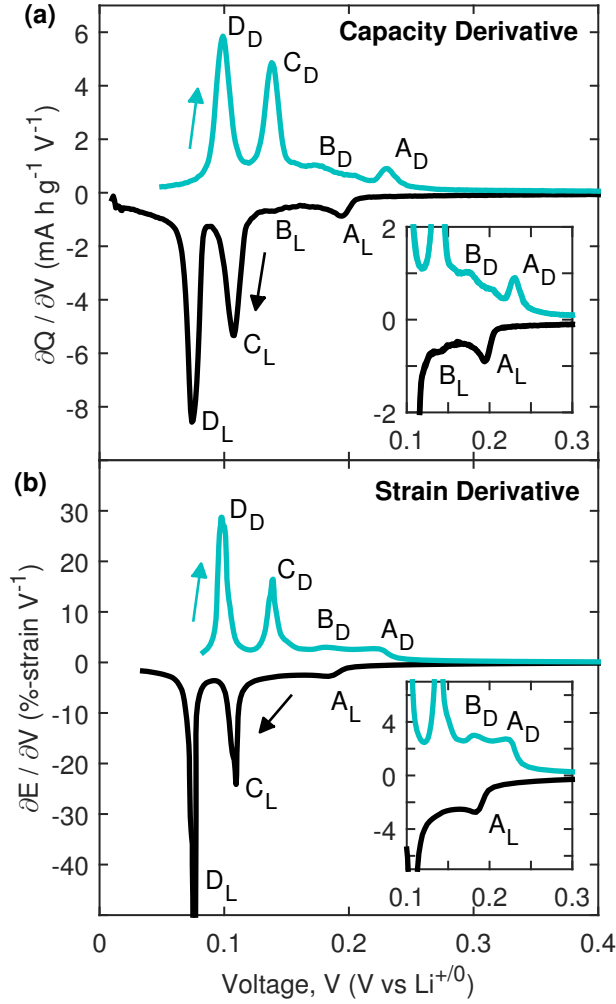 (a)
Capacity Derivative
D_D
C_D
B_D
A_D
B_L
A_L
C_L
D_L
6
4
2
0
-2
-4
-6
-8
∂Q / ∂V (mA h g⁻¹ V⁻¹)
2
0
-2
0.1
0.2
0.3
B_D
A_D
B_L
A_L
(b)
Strain Derivative
D_D
C_D
B_D
A_D
A_L
C_L
D_L
30
20
10
0
-10
-20
-30
-40
∂E / ∂V (%-strain V⁻¹)
4
0
-4
0.1
0.2
0.3
B_D
A_D
A_L
0
0.1
0.2
0.3
0.4
Voltage, V (V vs Li⁺ᐟ⁰)